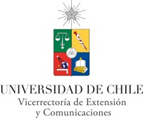 UNIVERSIDAD DE CHILE
Vicerrectoría de Extensión
y Comunicaciones